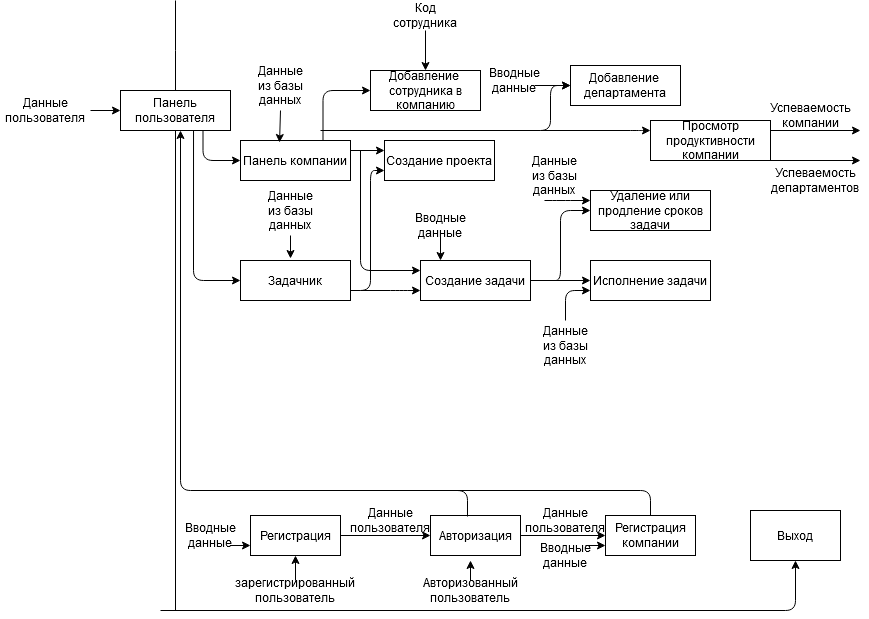 Код
сотрудника
Данные
из базы
данных
Добавление
сотрудника в
компанию
Вводные
данные
Добавление
департамента
Данные
пользователя
Панель
пользователя
Успеваемость
компании
Просмотр
продуктивности
компании
Панель компании
Создание проекта
Данные
из базы
данных
Успеваемость
департаментов
Данные
из базы
данных
Удаление или
продление сроков
задачи
Вводные
данные
Задачник
Создание задачи
Исполнение задачи
Данные
из базы
данных
Вводные
данные
Регистрация
Данные
пользователя
Авторизация
Данные
пользователя
Вводные
данные
Регистрация
компании
Выход
зарегистрированный
пользователь
Авторизованный
пользователь